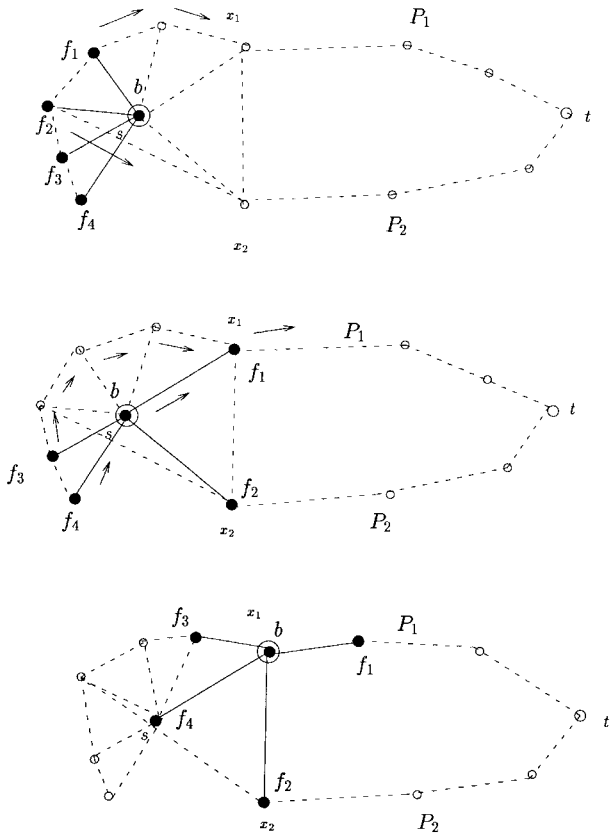 x₁ P₁
f₁
b
t
f₂ s
f₃
f₄ P₂
x₂
x₁ P₁
b f₁
t
s
f₃ f₂
f₄ x₂ P₂
x₁
f₃ b P₁
f₁
f₄ t
s
f₂
x₂ P₂